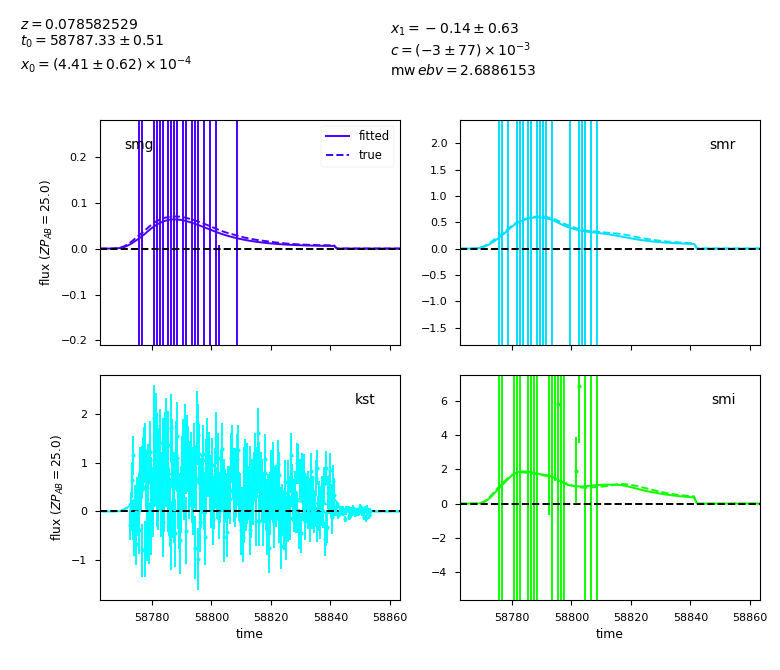 z = 0.078582529
t₀ = 58787.33 ± 0.51
x₀ = (4.41 ± 0.62) × 10⁻⁴
x₁ = −0.14 ± 0.63
c = (−3 ± 77) × 10⁻³
mw ebv = 2.6886153
smg
fitted
true
0.2
0.1
0.0
−0.1
−0.2
flux (ZP_AB = 25.0)
smr
2.0
1.5
1.0
0.5
0.0
−0.5
−1.0
−1.5
kst
2
1
0
−1
flux (ZP_AB = 25.0)
58780 58800 58820 58840 58860
time
smi
6
4
2
0
−2
−4
58780 58800 58820 58840 58860
time